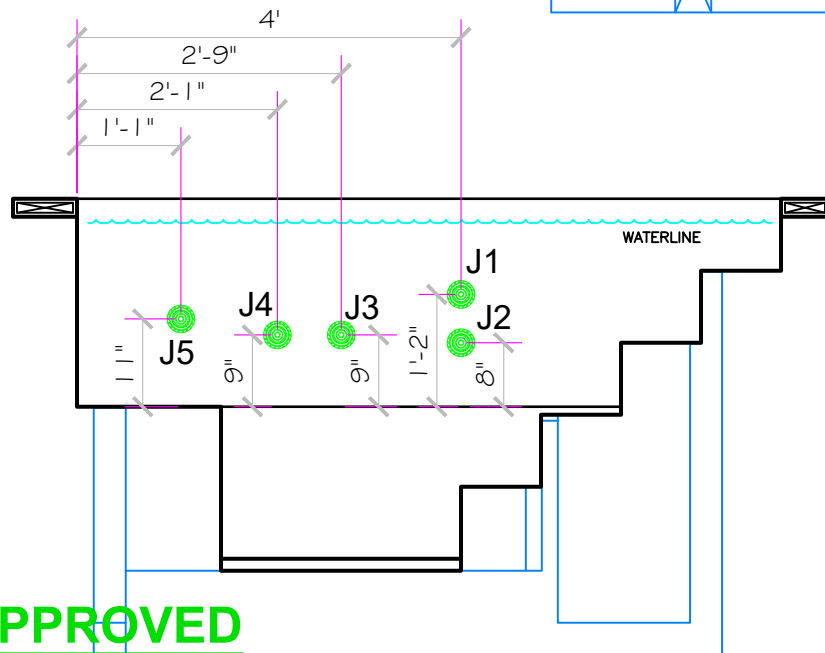 4'
2'-9"
2'-1"
1'-1"
WATERLINE
J1
J4
J3
J2
J5
11"
9"
9"
1'-2"
8"
PPROVED